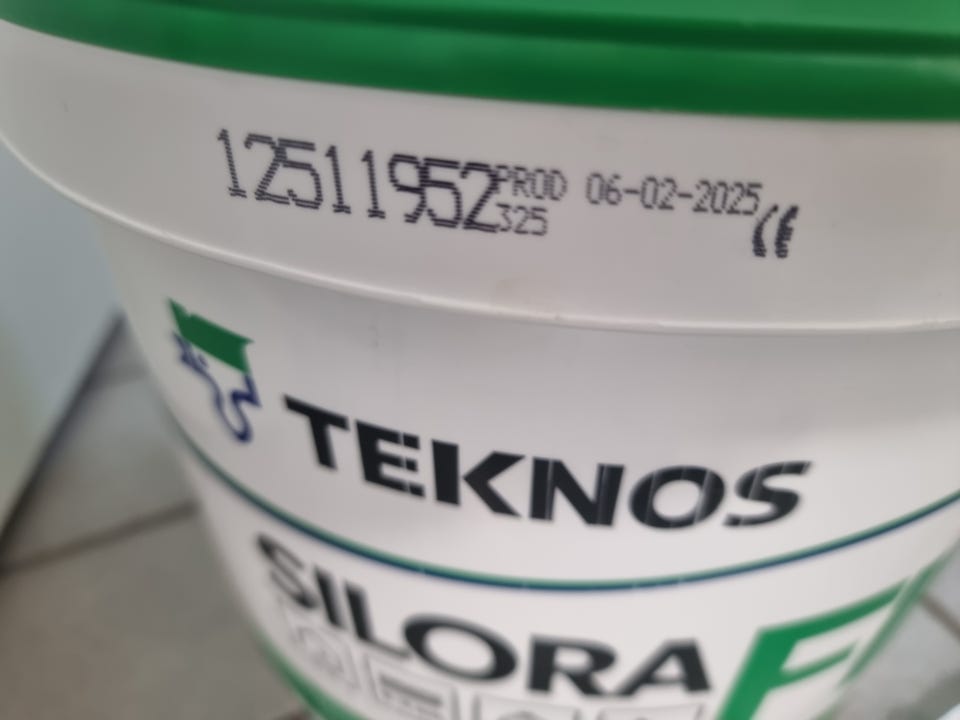 12511952 PROD 06-02-2025 CE
325
TEKNOS
SILORA F